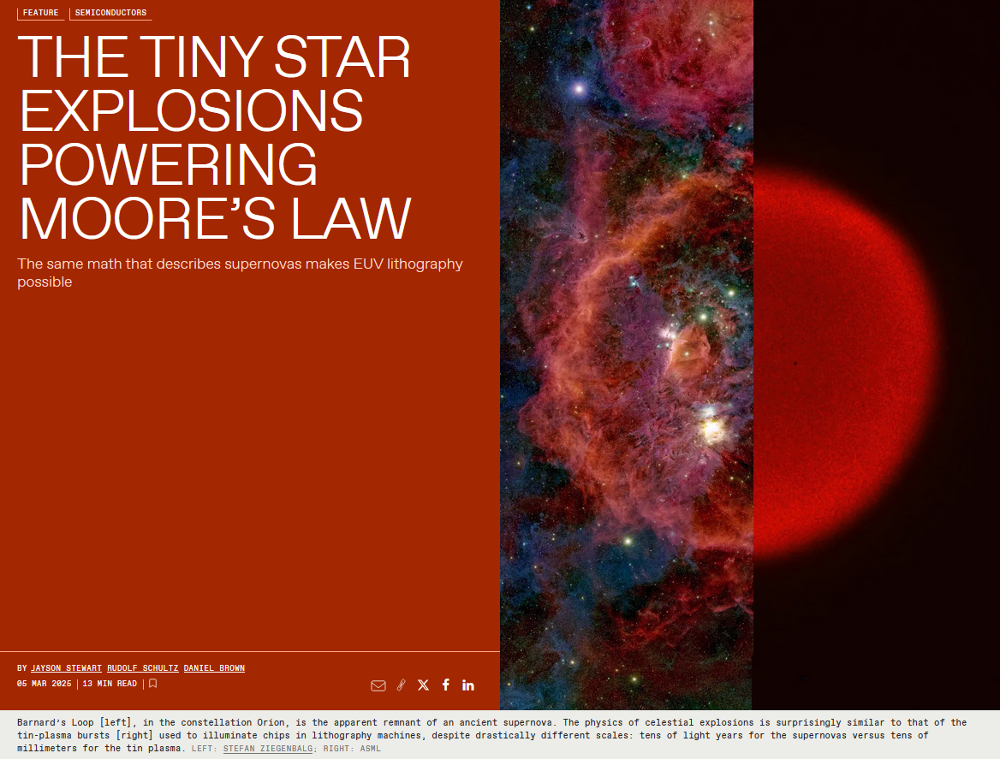 FEATURE SEMICONDUCTORS
THE TINY STAR
EXPLOSIONS
POWERING
MOORE’S LAW
The same math that describes supernovas makes EUV lithography
possible
BY JAYSON STEWART RUDOLF SCHULTZ DANIEL BROWN
05 MAR 2025 | 13 MIN READ |
Barnard’s Loop [left], in the constellation Orion, is the apparent remnant of an ancient supernova. The physics of celestial explosions is surprisingly similar to that of the
tin-plasma bursts [right] used to illuminate chips in lithography machines, despite drastically different scales: tens of light years for the supernovas versus tens of
millimeters for the tin plasma. LEFT: STEFAN ZIEGENBALG; RIGHT: ASML